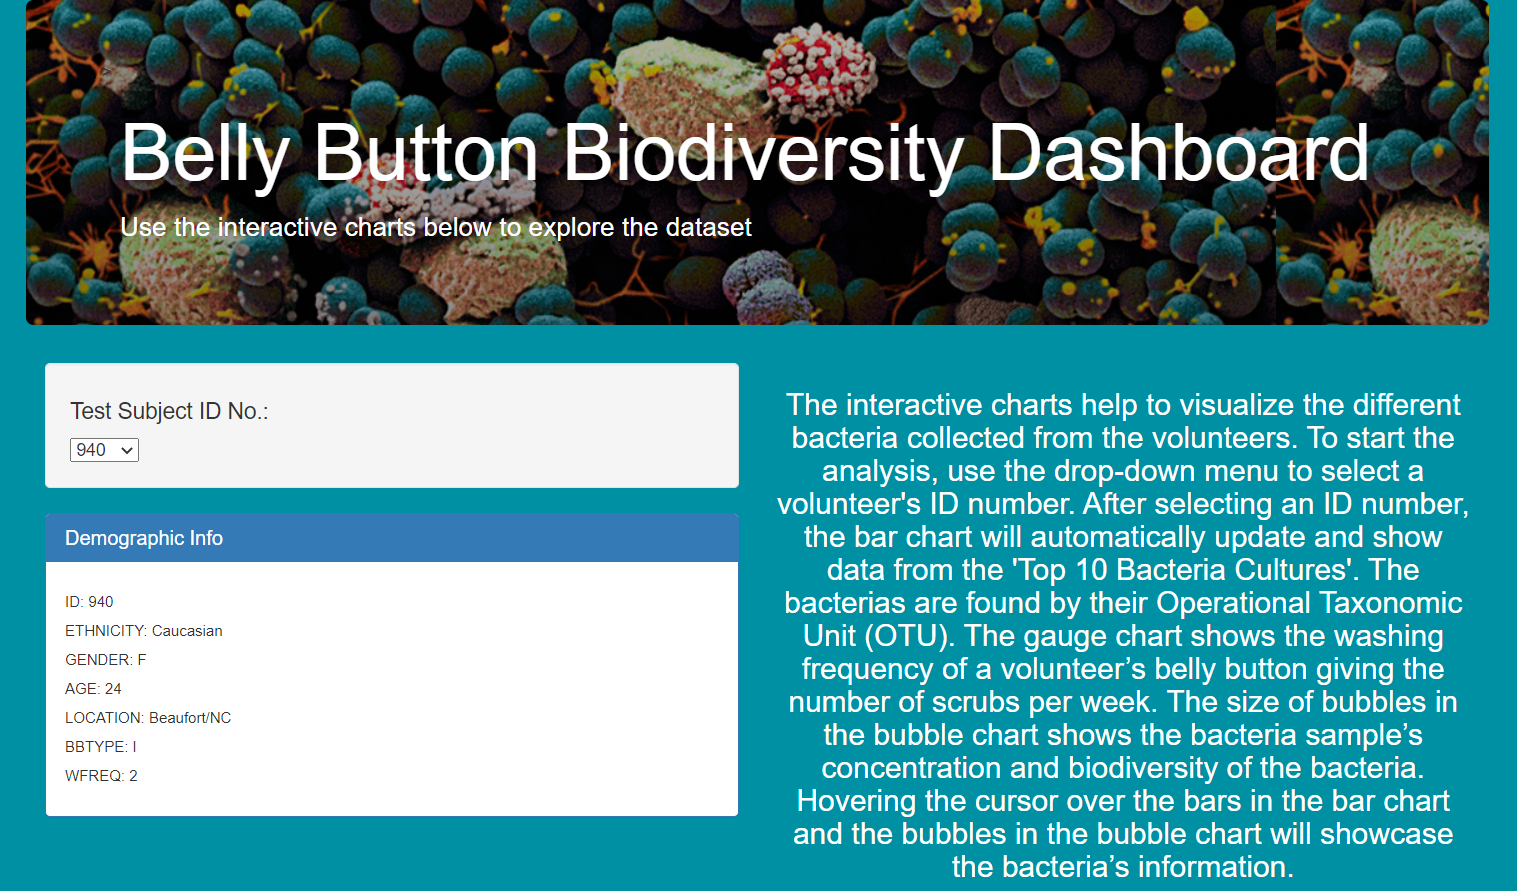 Belly Button Biodiversity Dashboard
Use the interactive charts below to explore the dataset
Test Subject ID No.:
940
Demographic Info
ID: 940
ETHNICITY: Caucasian
GENDER: F
AGE: 24
LOCATION: Beaufort/NC
BBTYPE: I
WFREQ: 2
The interactive charts help to visualize the different
bacteria collected from the volunteers. To start the
analysis, use the drop-down menu to select a
volunteer's ID number. After selecting an ID number,
the bar chart will automatically update and show
data from the 'Top 10 Bacteria Cultures'. The
bacterias are found by their Operational Taxonomic
Unit (OTU). The gauge chart shows the washing
frequency of a volunteer’s belly button giving the
number of scrubs per week. The size of bubbles in
the bubble chart shows the bacteria sample’s
concentration and biodiversity of the bacteria.
Hovering the cursor over the bars in the bar chart
and the bubbles in the bubble chart will showcase
the bacteria’s information.